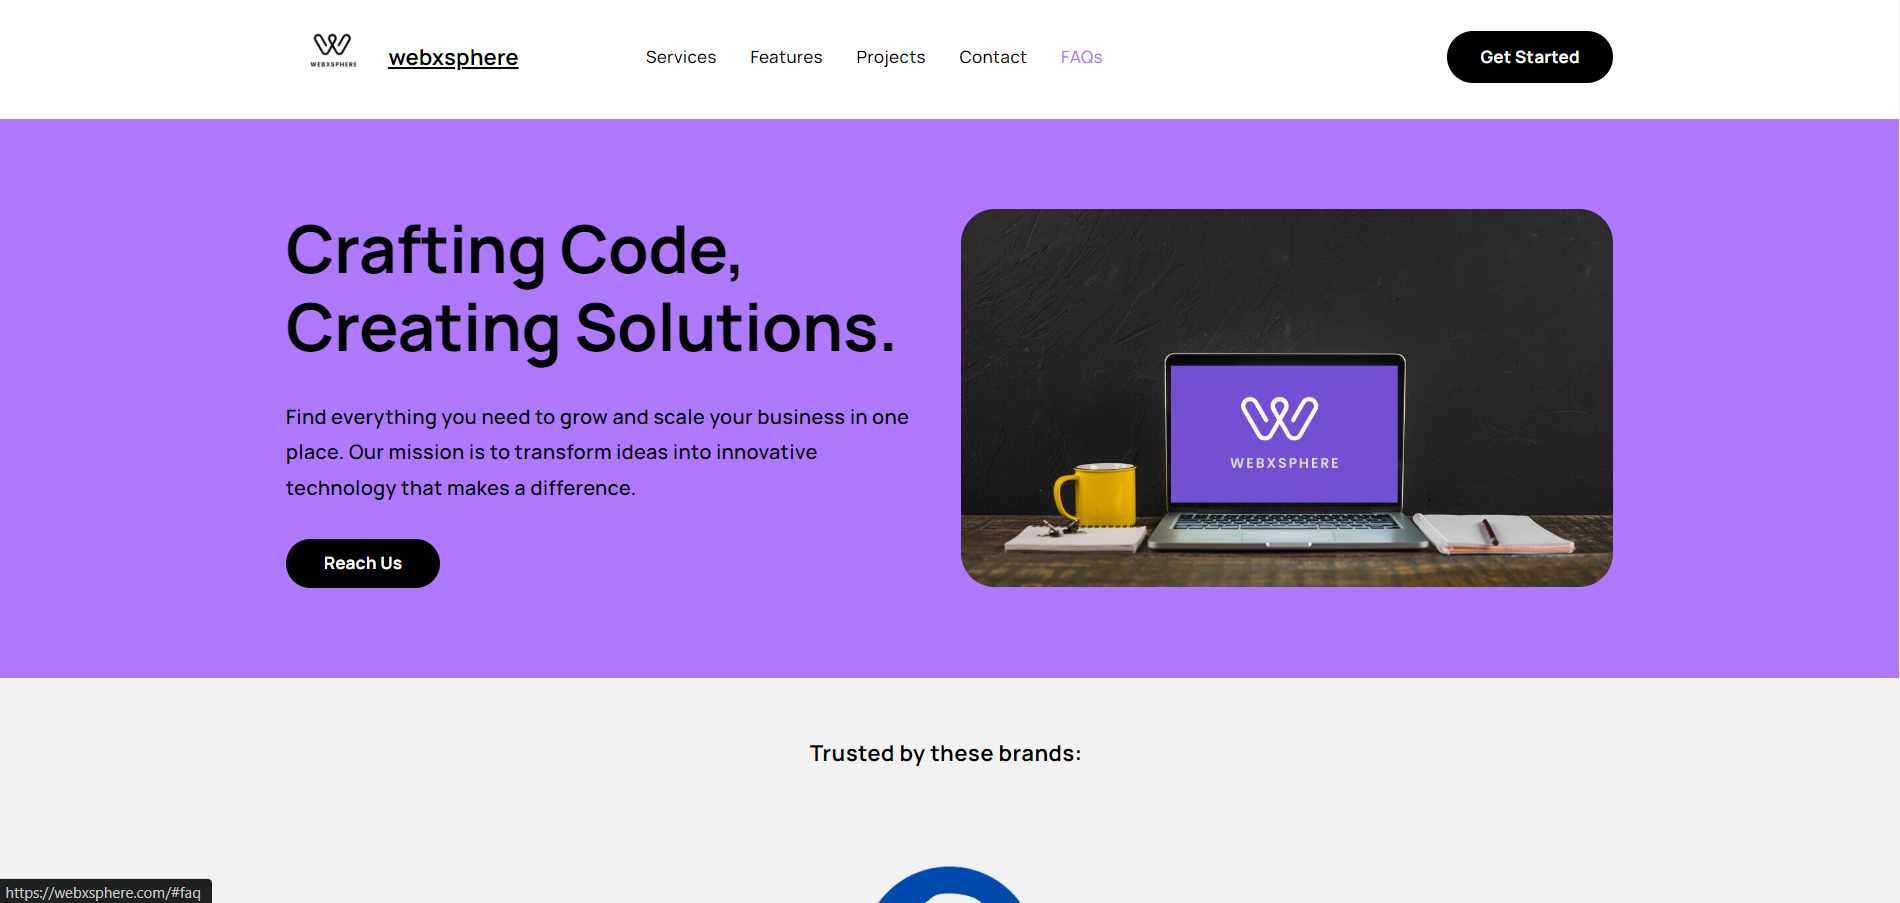 WEBXSPHERE
webxsphere
Services
Features
Projects
Contact
FAQs
Get Started
Crafting Code,
Creating Solutions.
Find everything you need to grow and scale your business in one
place. Our mission is to transform ideas into innovative
technology that makes a difference.
Reach Us
WEBXSPHERE
Trusted by these brands:
https://webxsphere.com/#faq